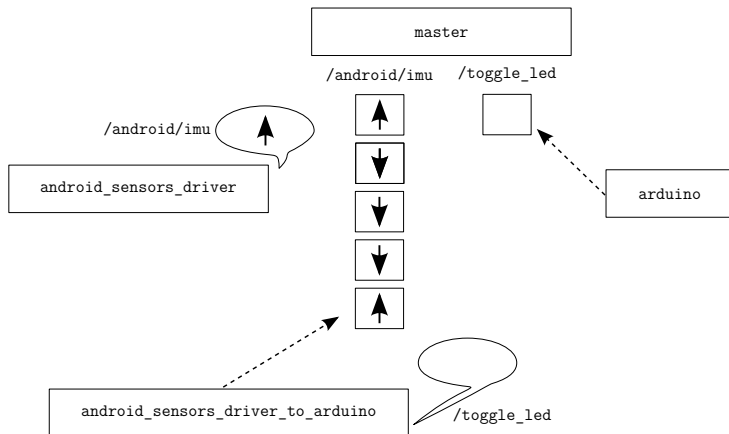 master
/android/imu
/toggle_led
/android/imu
android_sensors_driver
arduino
android_sensors_driver_to_arduino
/toggle_led